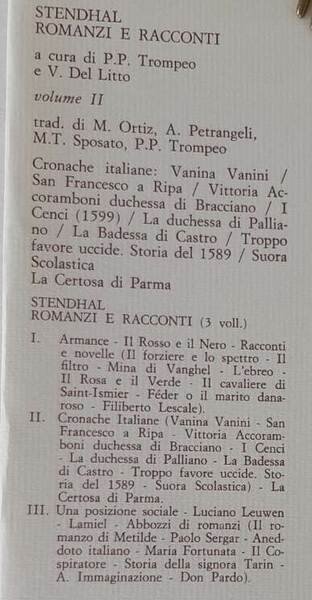 STENDHAL
ROMANZI E RACCONTI
a cura di P.P. Trompeo
e V. Del Litto
volume II
trad. di M. Ortiz, A. Petrangeli,
M.T. Sposato, P.P. Trompeo
Cronache italiane: Vanina Vanini /
San Francesco a Ripa / Vittoria Ac-
coramboni duchessa di Bracciano / I
Cenci (1599) / La duchessa di Pallia-
no / La Badessa di Castro / Troppo
favore uccide. Storia del 1589 / Suora
Scolastica
La Certosa di Parma
STENDHAL
ROMANZI E RACCONTI (3 voll.)
I. Armance - Il Rosso e il Nero - Racconti
e novelle (Il forziere e lo spettro - Il
filtro - Mina di Vanghel - L'ebreo -
Il Rosa e il Verde - Il cavaliere di
Saint-Ismier - Féder o il marito dana-
roso - Filiberto Lescale).
II. Cronache Italiane (Vanina Vanini - San
Francesco a Ripa - Vittoria Accoram-
boni duchessa di Bracciano - I Cenci
- La duchessa di Palliano - La Badessa
di Castro - Troppo favore uccide. Sto-
ria del 1589 - Suora Scolastica) - La
Certosa di Parma.
III. Una posizione sociale - Luciano Leuwen
- Lamiel - Abbozzi di romanzi (Il ro-
manzo di Metilde - Paolo Sergar - Aned-
doto italiano - Maria Fortunata - Il Co-
spiratore - Storia della signora Tarin -
A. Immaginazione - Don Pardo).